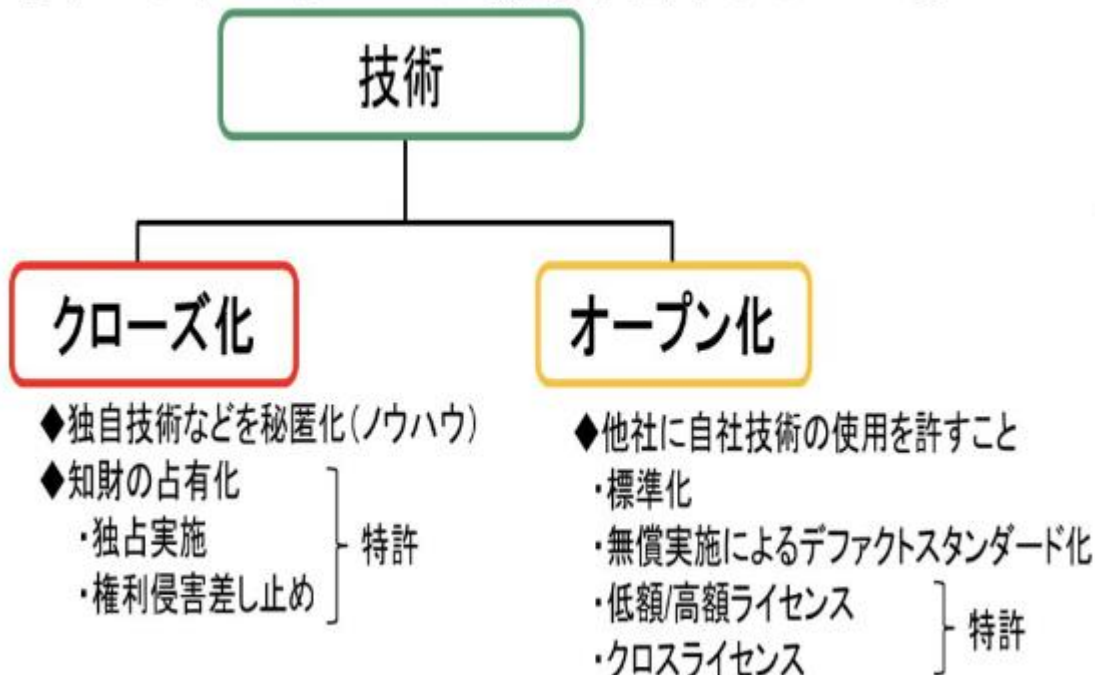 技術
クローズ化
◆独自技術などを秘匿化(ノウハウ)
◆知財の占有化
・独占実施
・権利侵害差し止め
特許
オープン化
◆他社に自社技術の使用を許すこと
・標準化
・無償実施によるデファクトスタンダード化
・低額/高額ライセンス
・クロスライセンス
特許